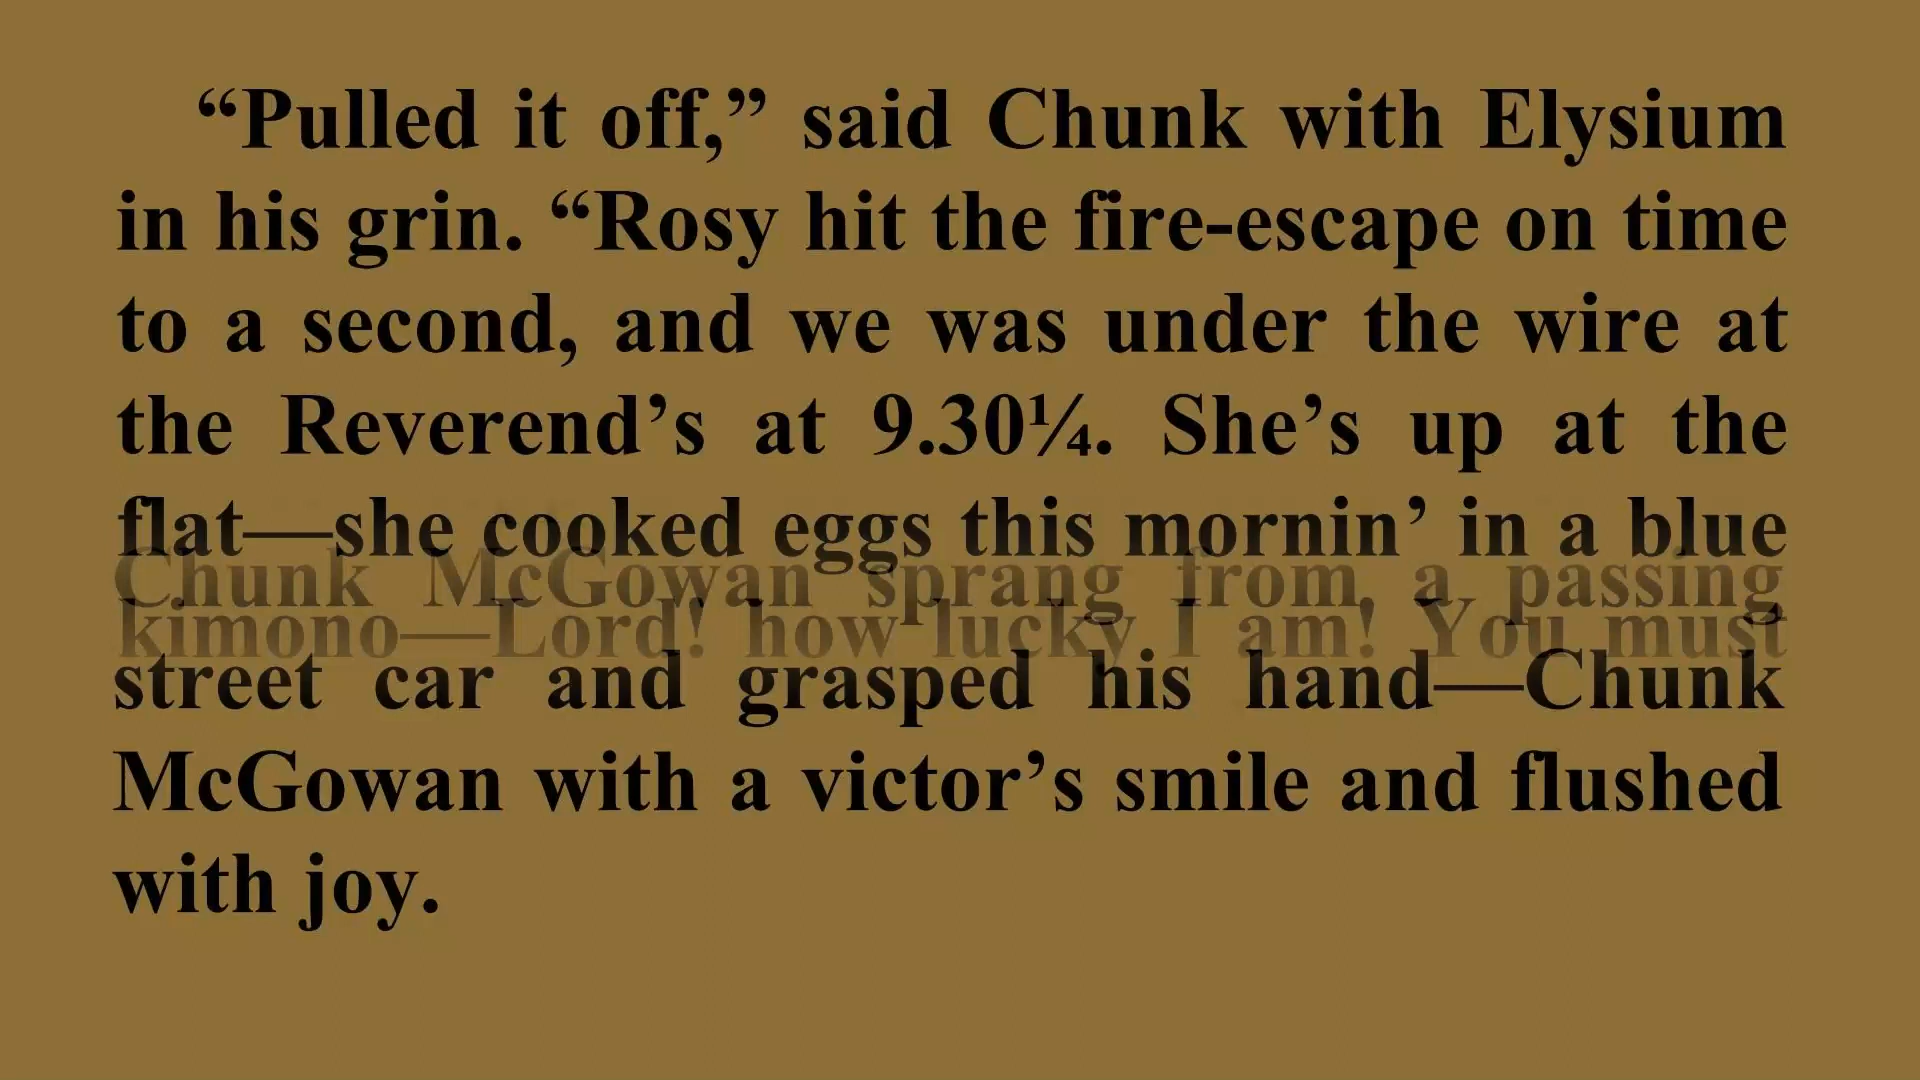 “Pulled it off,” said Chunk with Elysium
in his grin. “Rosy hit the fire-escape on time
to a second, and we was under the wire at
the Reverend’s at 9.30¼. She’s up at the
flat—she cooked eggs this mornin’ in a blue
Chunk McGowan sprang from a passing
kimono—Lord! how lucky I am! You must
street car and grasped his hand—Chunk
McGowan with a victor’s smile and flushed
with joy.